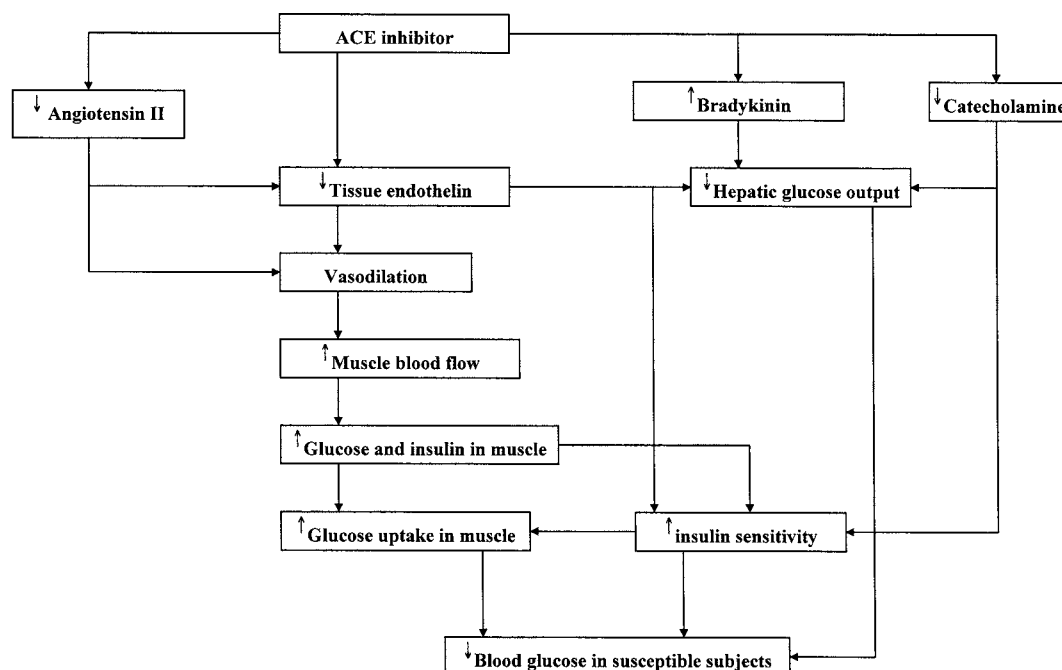 ACE inhibitor
↓ Angiotensin II
↑ Bradykinin
↓ Catecholamine
↓ Tissue endothelin
↓ Hepatic glucose output
Vasodilation
↑ Muscle blood flow
↑ Glucose and insulin in muscle
↑ Glucose uptake in muscle
↑ insulin sensitivity
↓ Blood glucose in susceptible subjects